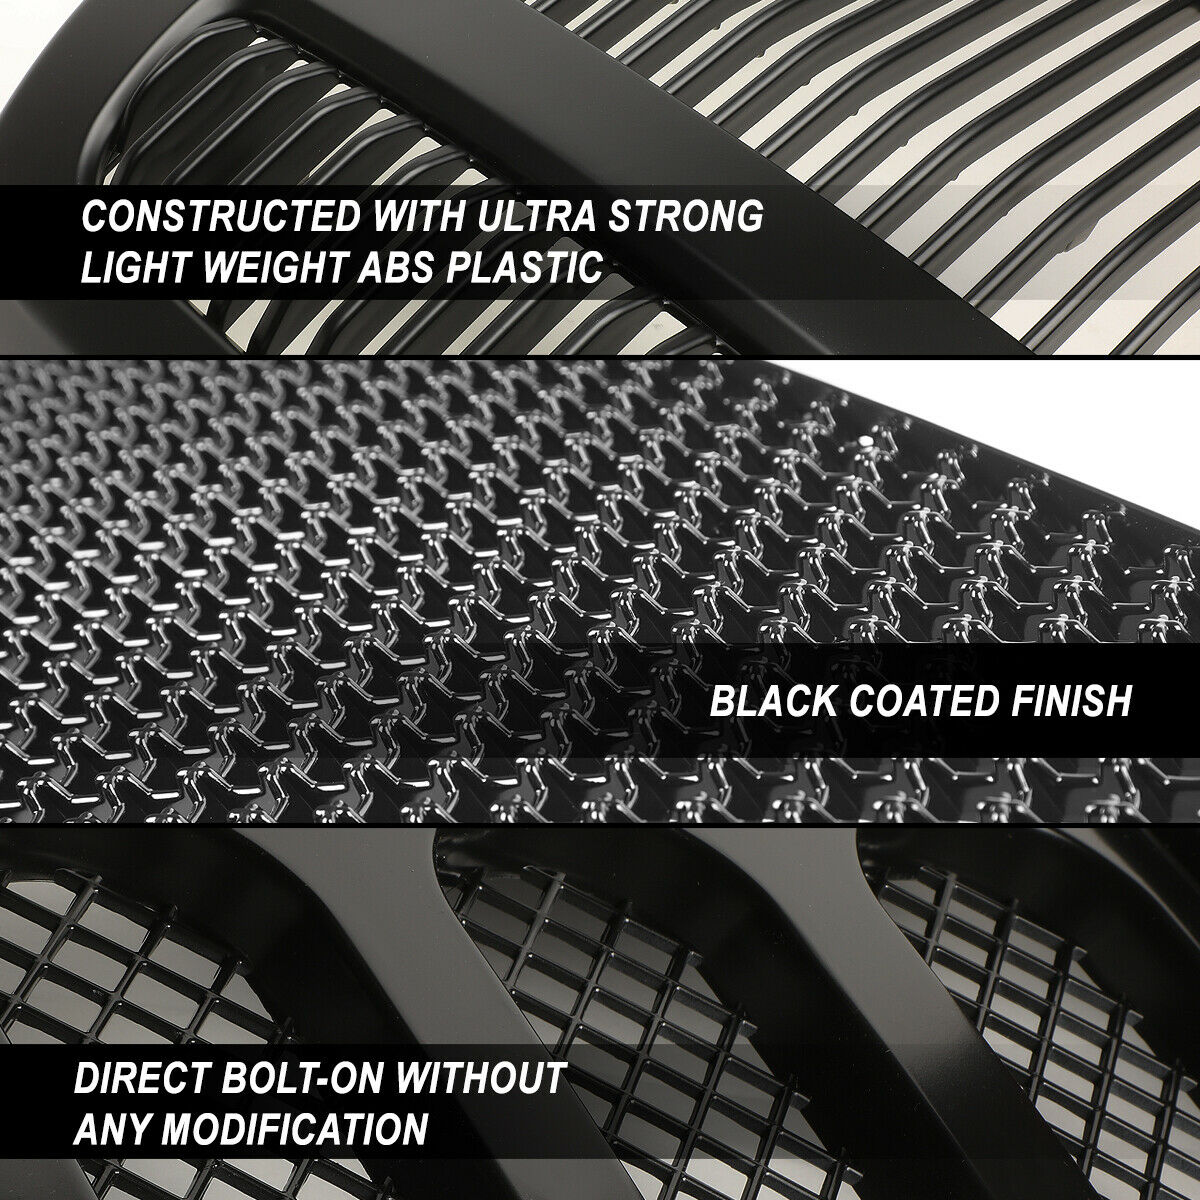 CONSTRUCTED WITH ULTRA STRONG
LIGHT WEIGHT ABS PLASTIC
BLACK COATED FINISH
DIRECT BOLT-ON WITHOUT
ANY MODIFICATION